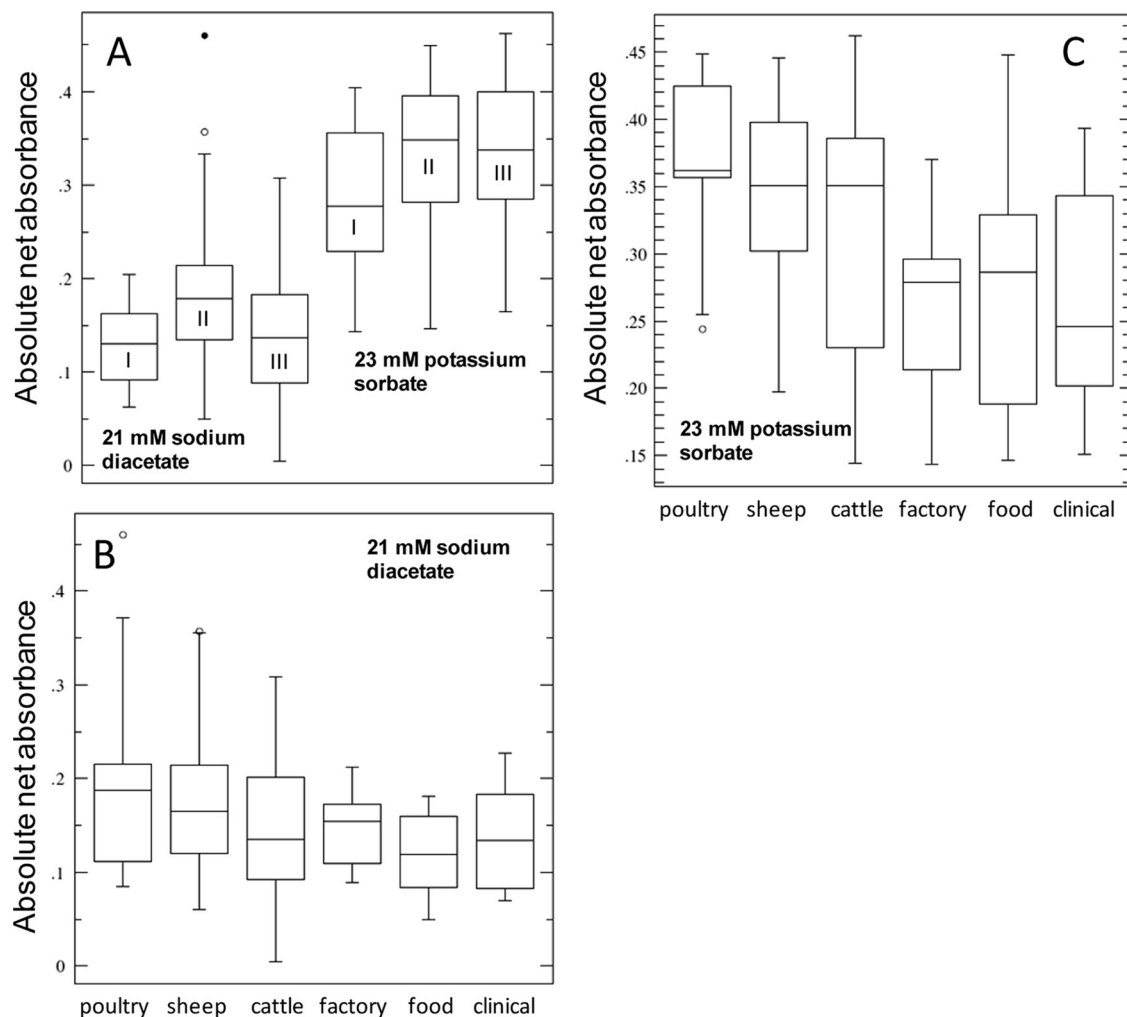 A
Absolute net absorbance
.4
.3
.2
.1
0
I
II
III
I
II
III
21 mM sodium
diacetate
23 mM potassium
sorbate
C
Absolute net absorbance
.45
.40
.35
.30
.25
.20
.15
23 mM potassium
sorbate
poultry sheep cattle factory food clinical
B
Absolute net absorbance
.4
.3
.2
.1
0
21 mM sodium
diacetate
poultry sheep cattle factory food clinical